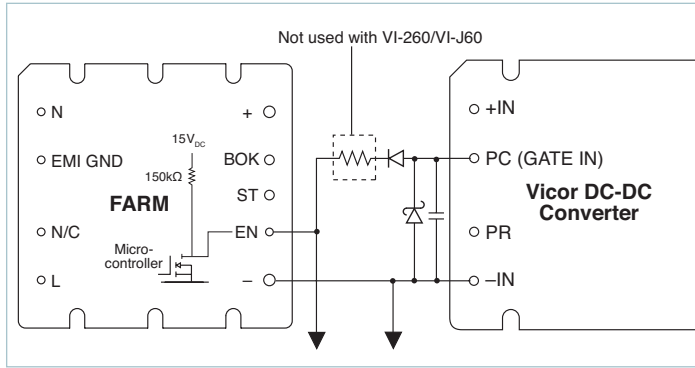 Not used with VI-260/VI-J60
N
EMI GND
N/C
L
15VDC
150kΩ
FARM
Micro-
controller
+
BOK
ST
EN
–
+IN
PC (GATE IN)
Vicor DC-DC
Converter
PR
–IN